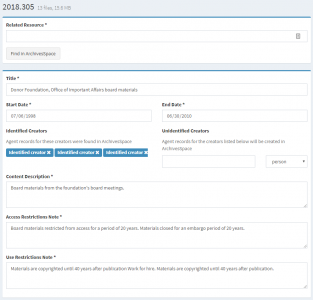 2018.305 13 files, 15.8 MB
Related Resource *
Find in ArchivesSpace
Title *
Donor Foundation, Office of Important Affairs board materials
Start Date *
End Date *
07/06/1898
09/30/2010
Identified Creators
Unidentified Creators
Agent records for these creators were found in ArchivesSpace
Agent records for the creators listed below will be created in
ArchivesSpace
Identified creator ✖ Identified creator ✖ Identified creator ✖
person
Content Description *
Board materials from the foundation's board meetings.
Access Restrictions Note *
Board materials restricted from access for a period of 20 years. Materials closed for an embargo period of 20 years.
Use Restrictions Note *
Materials are copyrighted until 40 years after publication Work for hire. Materials are copyrighted until 40 years after publication.